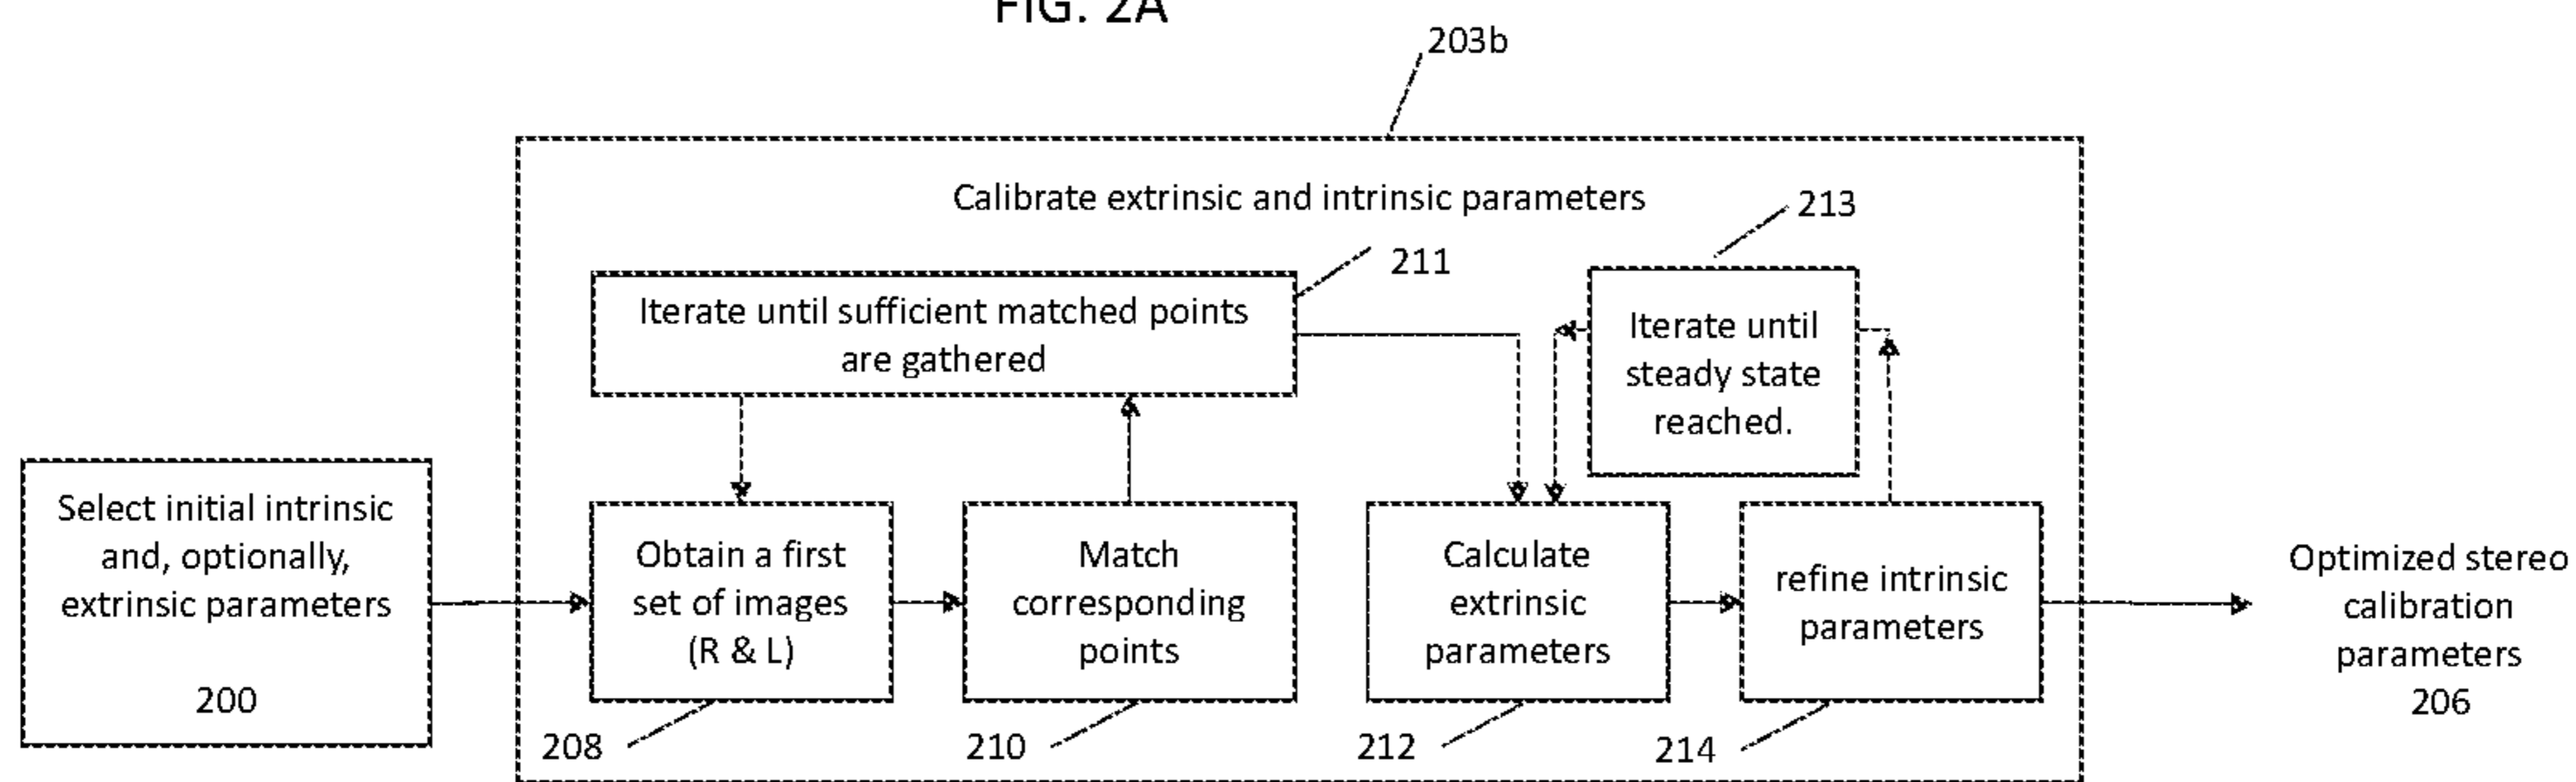 FIG. 2A
203b
Calibrate extrinsic and intrinsic parameters
213
211
Iterate until sufficient matched points
are gathered
Iterate until
steady state
reached.
Select initial intrinsic
and, optionally,
extrinsic parameters
200
Obtain a first
set of images
(R & L)
Match
corresponding
points
Calculate
extrinsic
parameters
refine intrinsic
parameters
Optimized stereo
calibration
parameters
206
208
210
212
214